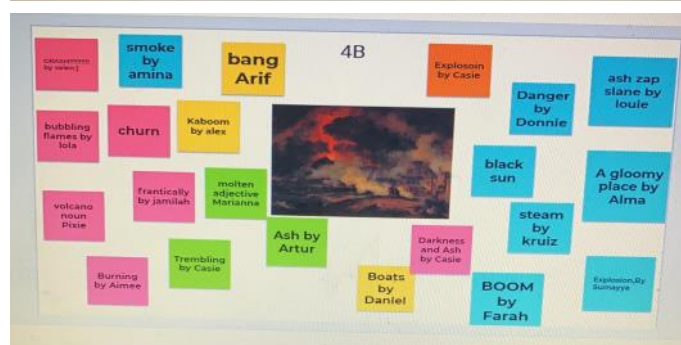 4B
smoke
by
amina
bang
Arif
Explosoin
by Casie
Danger
by
Donnie
ash zap
slane by
louie
bubbling
flames by
lola
churn
Kaboom
by alex
black
sun
A gloomy
place by
Alma
volcano
noun
Pixie
frantically
by jamilah
molten
adjective
Marianna
steam
by
kruiz
Ash by
Artur
Darkness
and Ash
by Casie
Trembling
by Casie
Burning
by Aimee
Boats
by
Daniel
BOOM
by
Farah
Explosion,By
Sumayya